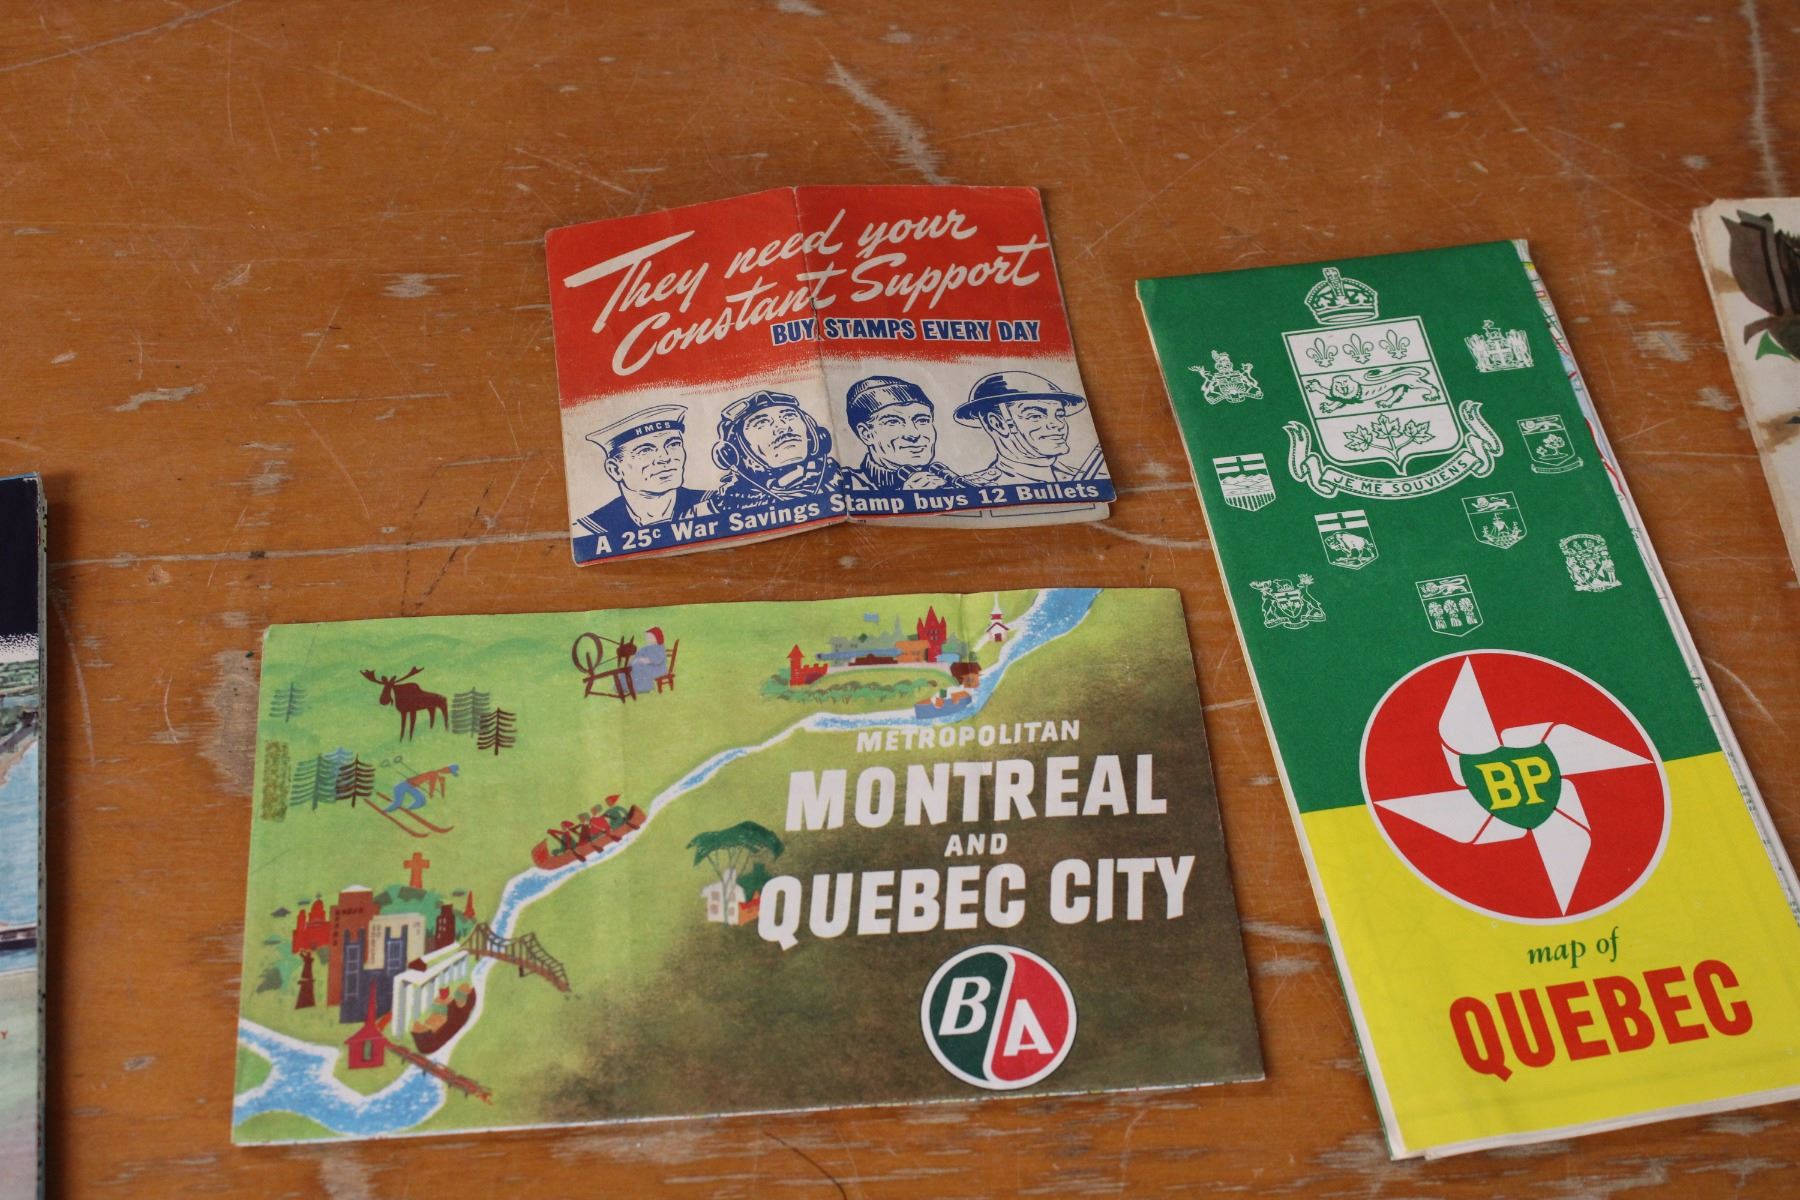 They need your
Constant Support
BUY STAMPS EVERY DAY
HMCS
A 25c War Savings Stamp buys 12 Bullets
METROPOLITAN
MONTREAL
AND
QUEBEC CITY
BA
JE ME SOUVIENS
BP
map of
QUEBEC
Y